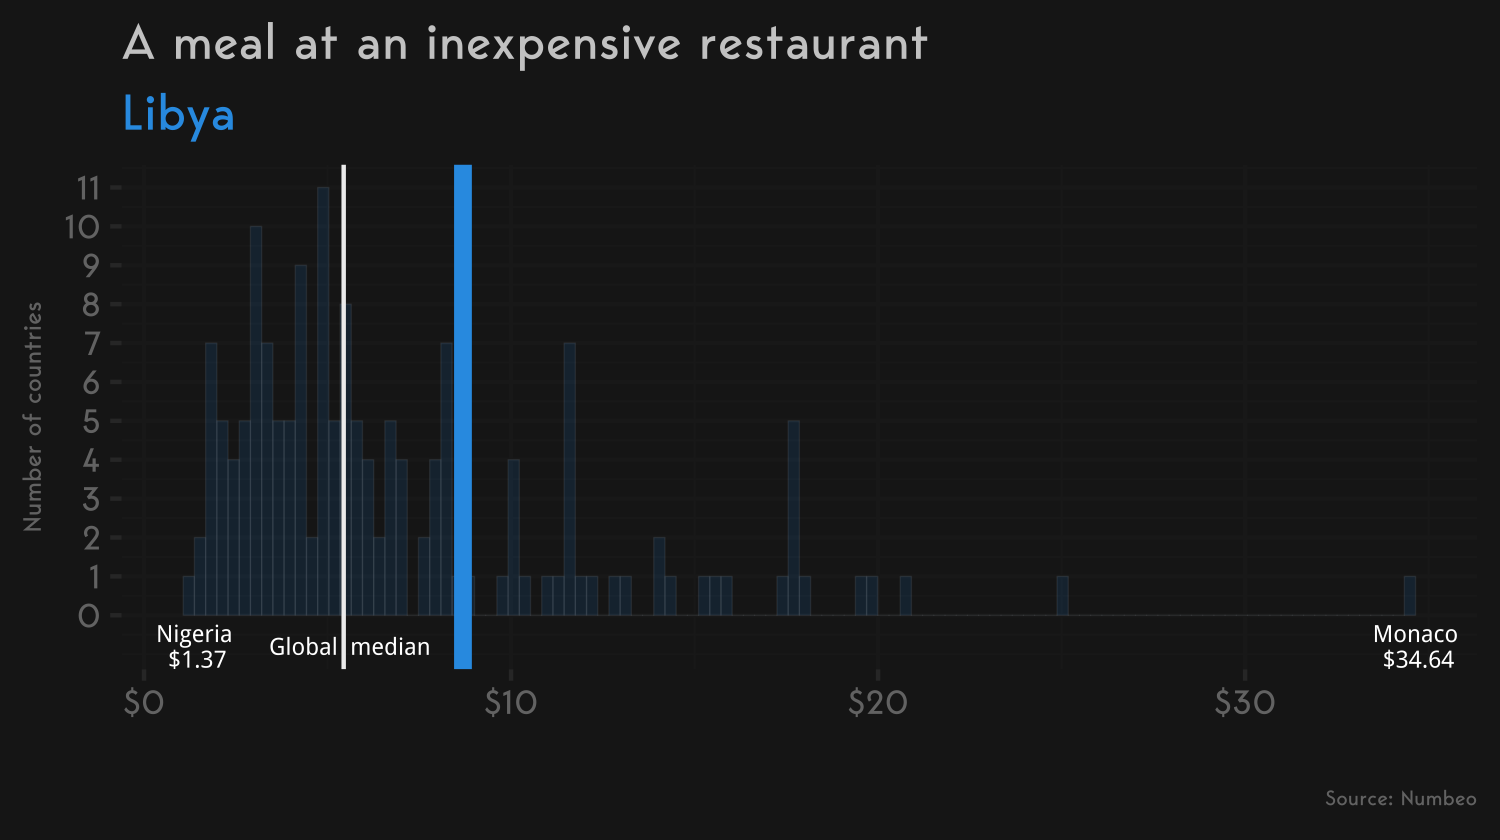 A meal at an inexpensive restaurant
Libya
Number of countries
11
10
9
8
7
6
5
4
3
2
1
0
Nigeria
$1.37
Global median
Monaco
$34.64
$0 $10 $20 $30
Source: Numbeo